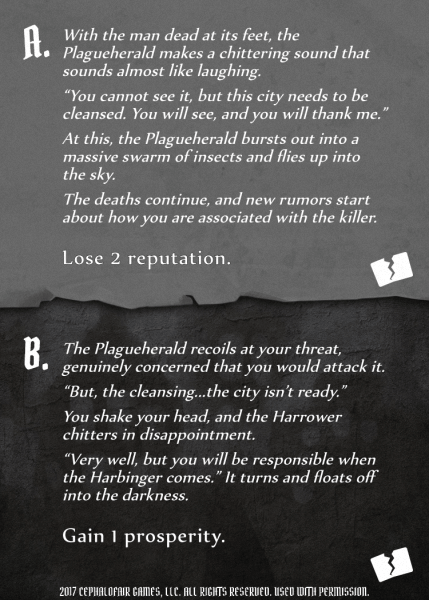 A.
With the man dead at its feet, the
Plagueherald makes a chittering sound that
sounds almost like laughing.
“You cannot see it, but this city needs to be
cleansed. You will see, and you will thank me.”
At this, the Plagueherald bursts out into a
massive swarm of insects and flies up into
the sky.
The deaths continue, and new rumors start
about how you are associated with the killer.
Lose 2 reputation.
B.
The Plagueherald recoils at your threat,
genuinely concerned that you would attack it.
“But, the cleansing...the city isn’t ready.”
You shake your head, and the Harrower
chitters in disappointment.
“Very well, but you will be responsible when
the Harbinger comes.” It turns and floats off
into the darkness.
Gain 1 prosperity.
2017 CEPHALOFAIR GAMES, LLC. ALL RIGHTS RESERVED. USED WITH PERMISSION.